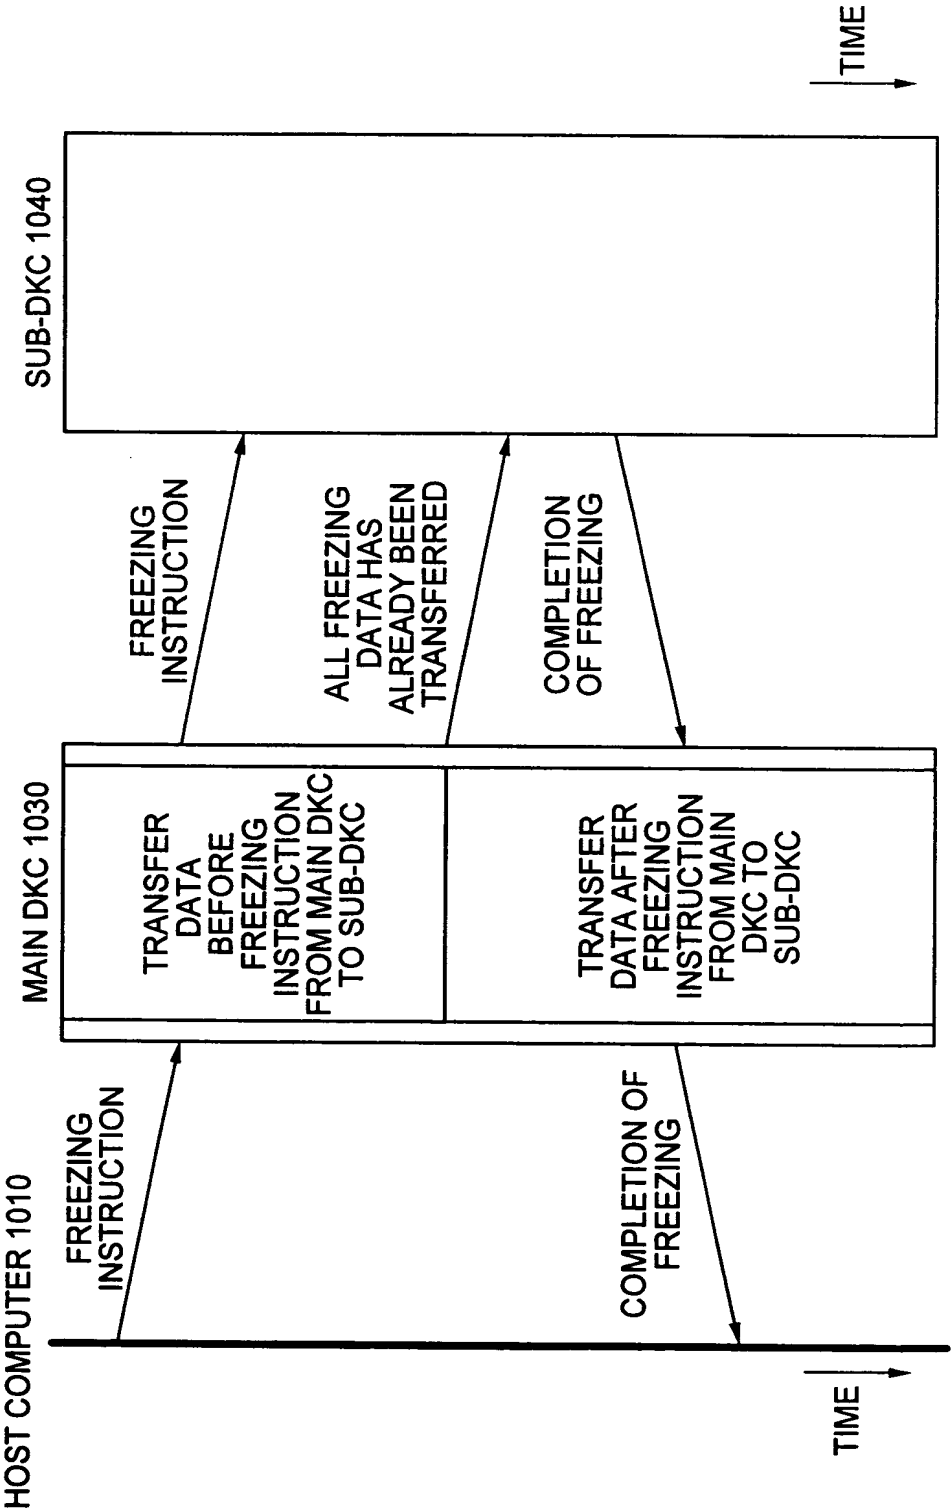 HOST COMPUTER 1010
MAIN DKC 1030
SUB-DKC 1040
FREEZING
INSTRUCTION
TRANSFER
DATA
BEFORE
FREEZING
INSTRUCTION
FROM MAIN DKC
TO SUB-DKC
FREEZING
INSTRUCTION
ALL FREEZING
DATA HAS
ALREADY BEEN
TRANSFERRED
COMPLETION OF
FREEZING
TRANSFER
DATA AFTER
FREEZING
INSTRUCTION
FROM MAIN
DKC TO
SUB-DKC
COMPLETION
OF FREEZING
TIME
TIME